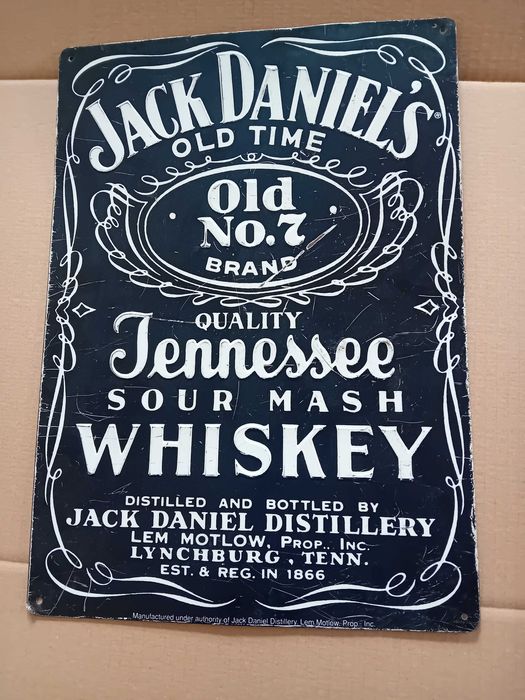 JACK DANIEL'S®
OLD TIME
Old
No.7
BRAND
QUALITY
Tennessee
SOUR MASH
WHISKEY
DISTILLED AND BOTTLED BY
JACK DANIEL DISTILLERY
LEM MOTLOW, PROP., INC.
LYNCHBURG, TENN.
EST. & REG. IN 1866
Manufactured under authority of Jack Daniel Distillery, Lem Motlow, Prop., Inc.